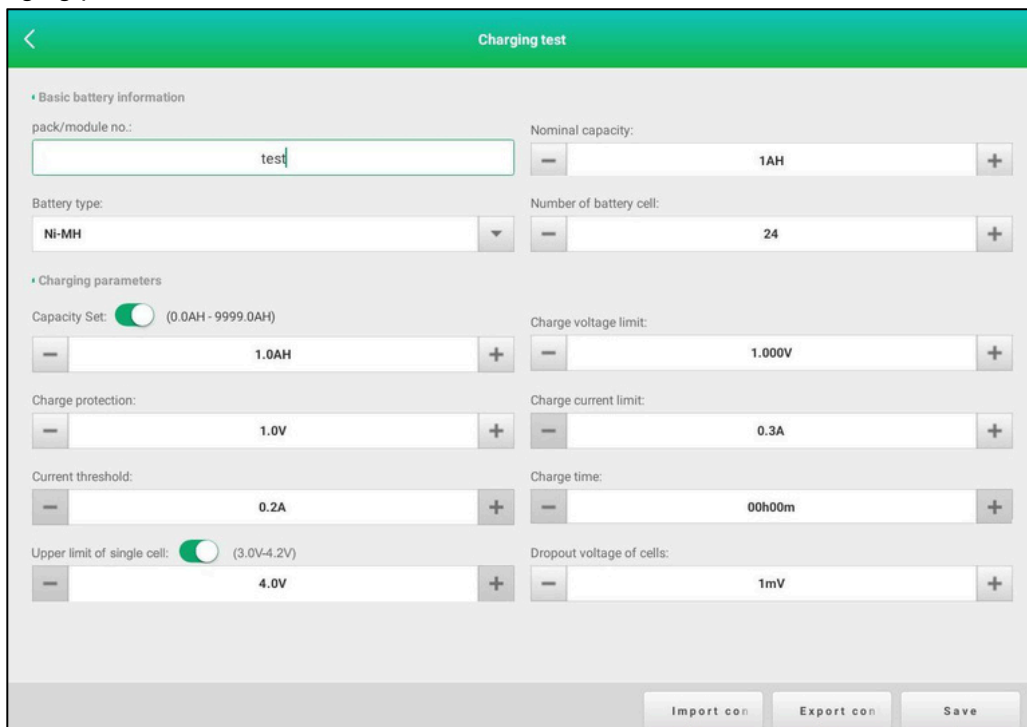 Charging test
Basic battery information
pack/module no.:
test
Nominal capacity:
1AH
Battery type:
Ni-MH
Number of battery cell:
24
Charging parameters
Capacity Set: (0.0AH - 9999.0AH)
1.0AH
Charge voltage limit:
1.000V
Charge protection:
1.0V
Charge current limit:
0.3A
Current threshold:
0.2A
Charge time:
00h00m
Upper limit of single cell: (3.0V-4.2V)
4.0V
Dropout voltage of cells:
1mV
Import con
Export con
Save